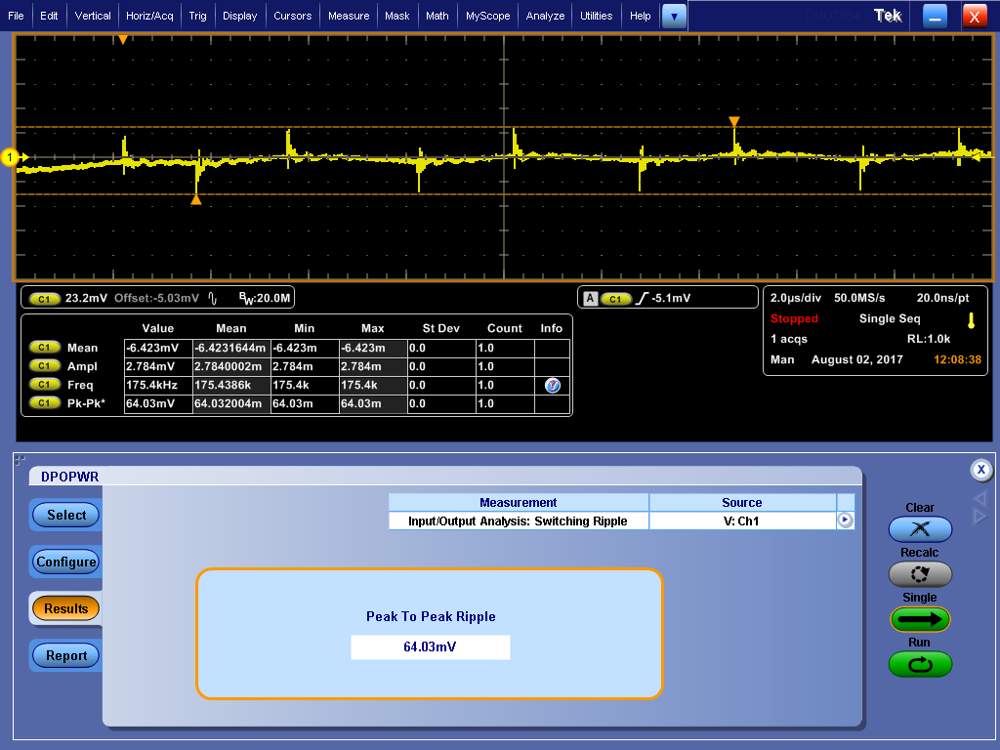 File Edit Vertical Horiz/Acq Trig Display Cursors Measure Mask Math MyScope Analyze Utilities Help Tek X
1
C1 23.2mV Offset:-5.03mV BW:20.0M
A C1 -5.1mV
2.0µs/div 50.0MS/s 20.0ns/pt
Stopped Single Seq
1 acqs RL:1.0k
Man August 02, 2017 12:08:38
Value Mean Min Max St Dev Count Info
C1 Mean -6.423mV -6.4231644m -6.423m -6.423m 0.0 1.0
C1 Ampl 2.784mV 2.7840002m 2.784m 2.784m 0.0 1.0
C1 Freq 175.4kHz 175.4386k 175.4k 175.4k 0.0 1.0
C1 Pk-Pk* 64.03mV 64.032004m 64.03m 64.03m 0.0 1.0
DPOPWR X
Select
Configure
Results
Report
Measurement Source
Input/Output Analysis: Switching Ripple V: Ch1
Peak To Peak Ripple
64.03mV
Clear
Recalc
Single
Run